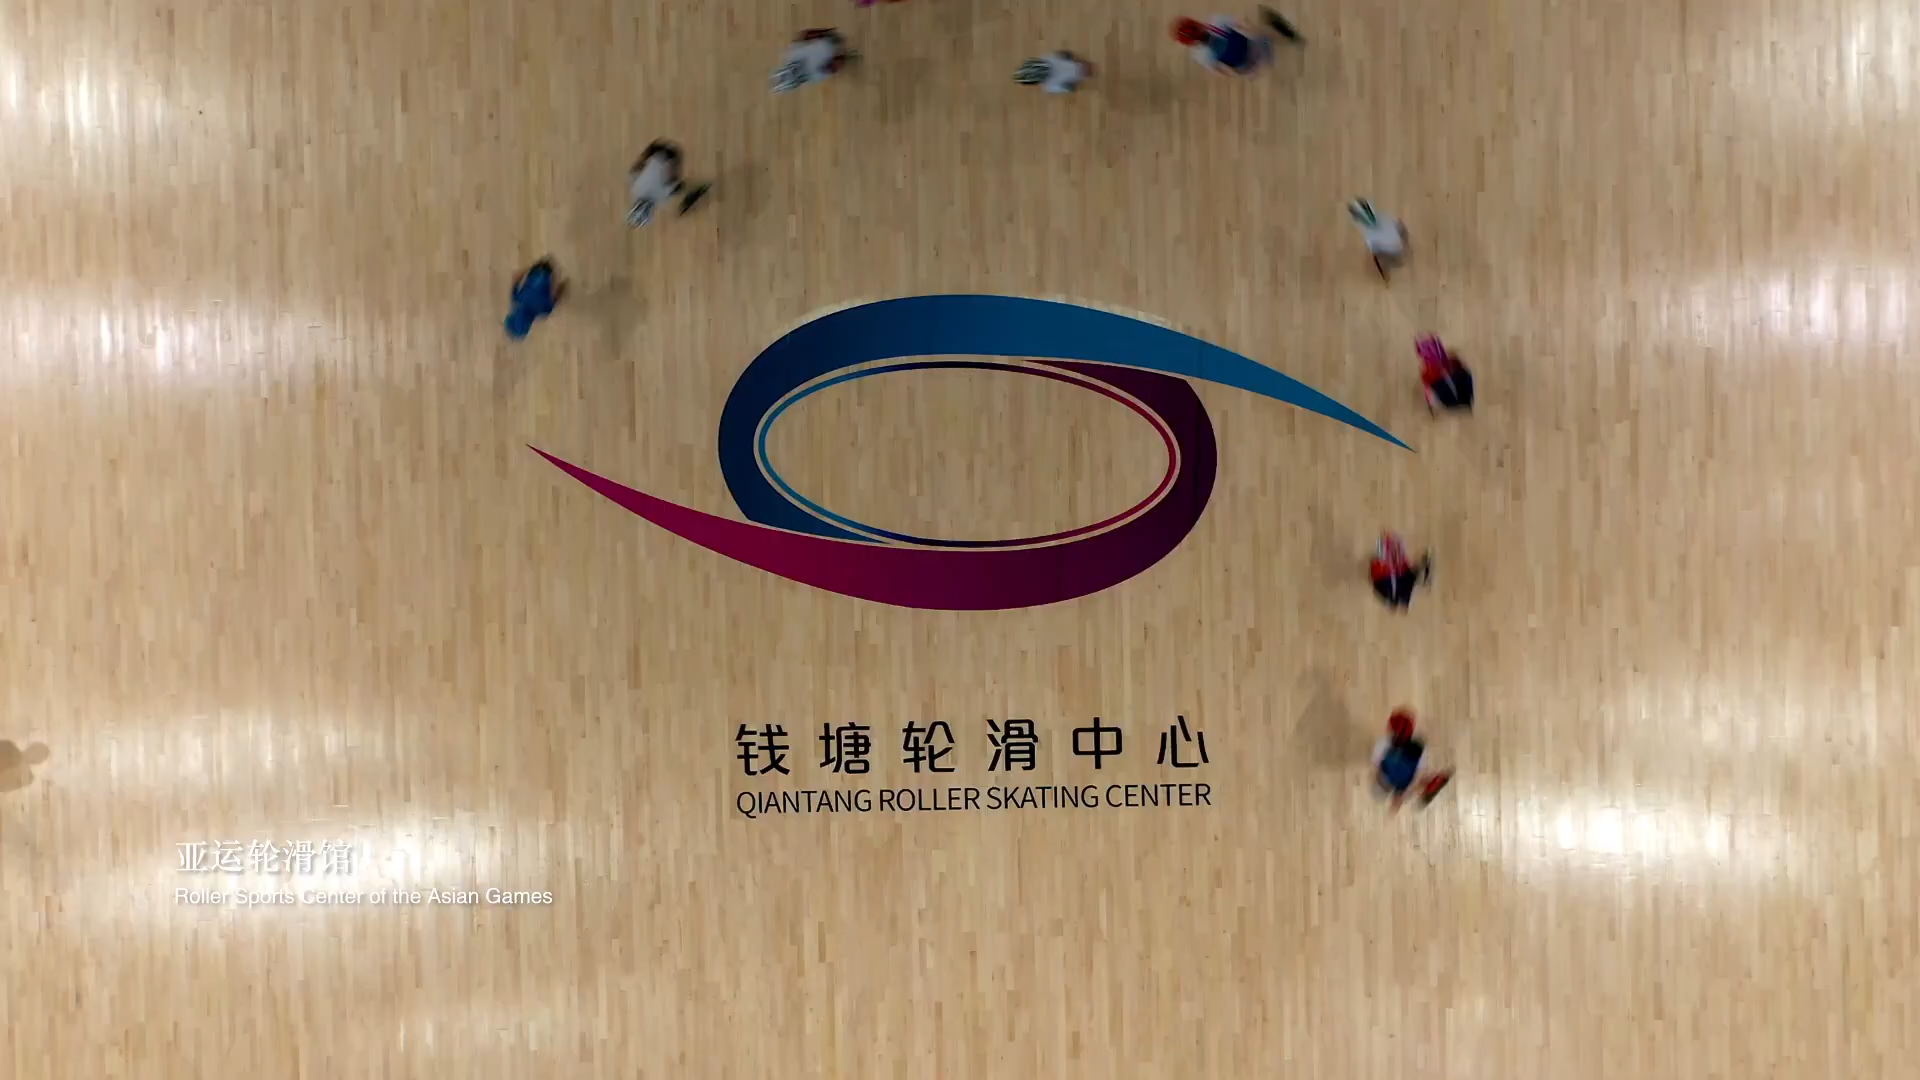 钱塘轮滑中心
QIANTANG ROLLER SKATING CENTER
亚运轮滑馆
Roller Sports Center of the Asian Games